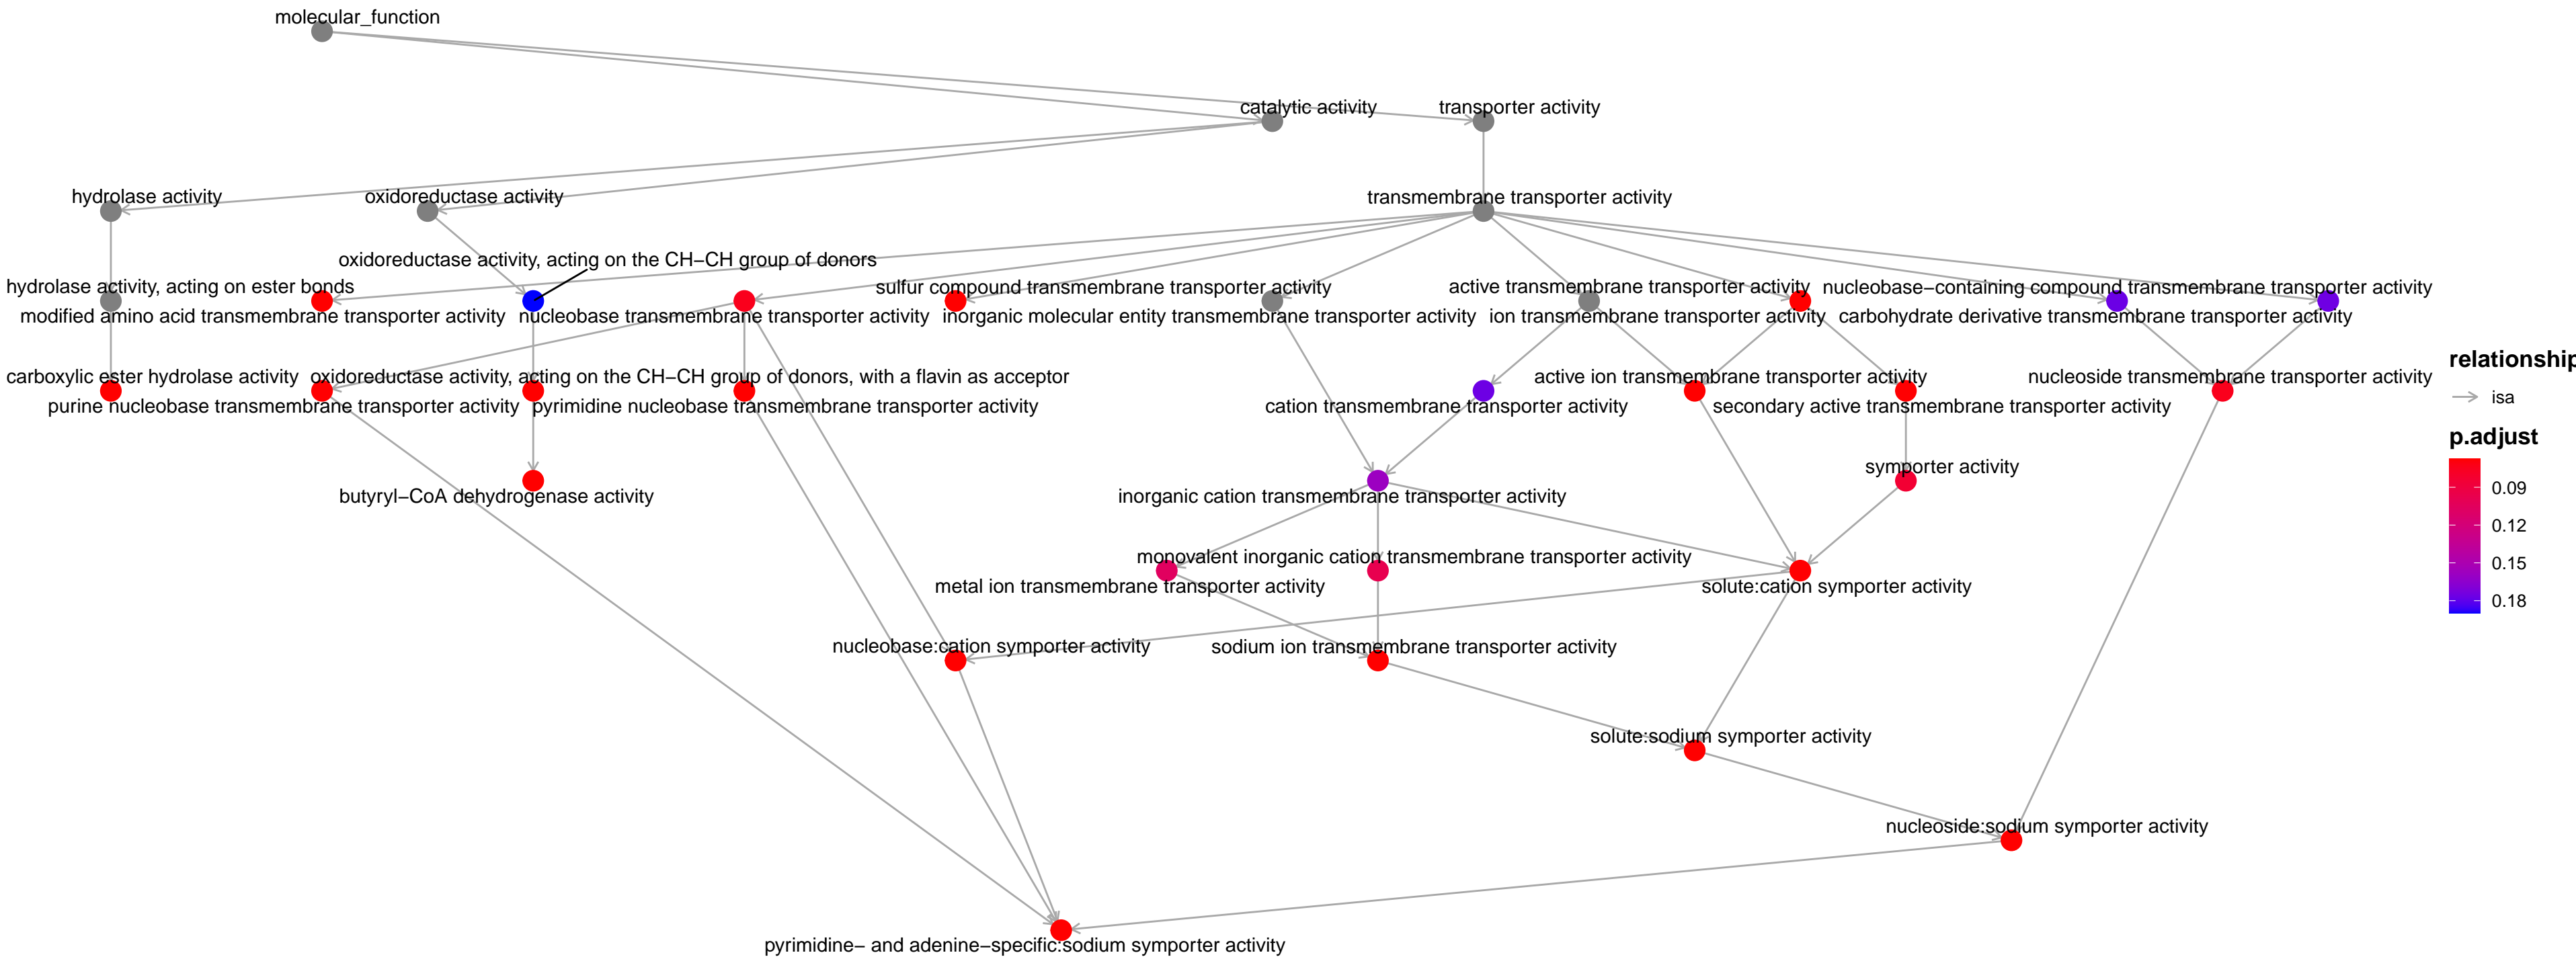 molecular_function
catalytic activity
transporter activity
hydrolase activity
oxidoreductase activity
transmembrane transporter activity
oxidoreductase activity, acting on the CH−CH group of donors
hydrolase activity, acting on ester bonds
sulfur compound transmembrane transporter activity
active transmembrane transporter activity
nucleobase−containing compound transmembrane transporter activity
modified amino acid transmembrane transporter activity
nucleobase transmembrane transporter activity
inorganic molecular entity transmembrane transporter activity
ion transmembrane transporter activity
carbohydrate derivative transmembrane transporter activity
carboxylic ester hydrolase activity
oxidoreductase activity, acting on the CH−CH group of donors, with a flavin as acceptor
active ion transmembrane transporter activity
nucleoside transmembrane transporter activity
purine nucleobase transmembrane transporter activity
pyrimidine nucleobase transmembrane transporter activity
cation transmembrane transporter activity
secondary active transmembrane transporter activity
symporter activity
butyryl−CoA dehydrogenase activity
inorganic cation transmembrane transporter activity
monovalent inorganic cation transmembrane transporter activity
metal ion transmembrane transporter activity
solute:cation symporter activity
nucleobase:cation symporter activity
sodium ion transmembrane transporter activity
solute:sodium symporter activity
nucleoside:sodium symporter activity
pyrimidine− and adenine−specific:sodium symporter activity
relationship
isa
p.adjust
0.09
0.12
0.15
0.18